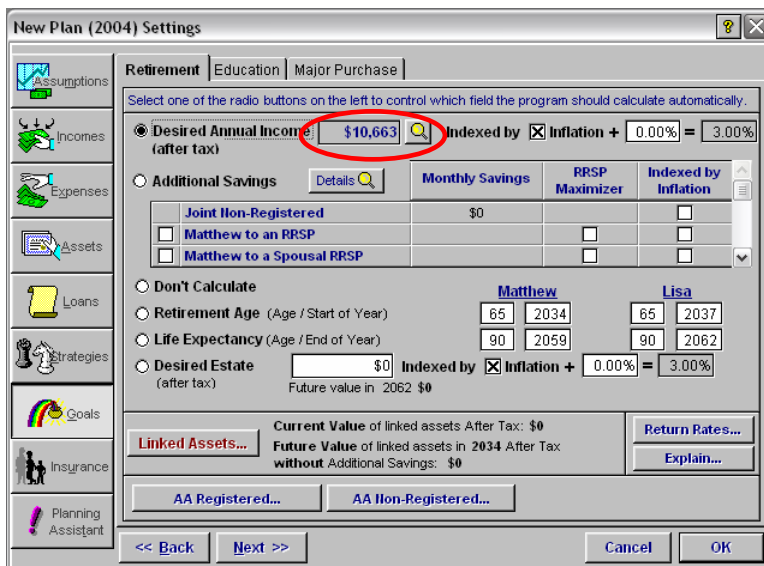 New Plan (2004) Settings
?
X
Assumptions
Incomes
Expenses
Assets
Loans
Strategies
Goals
Insurance
Planning
Assistant
Retirement Education Major Purchase
Select one of the radio buttons on the left to control which field the program should calculate automatically.
Desired Annual Income $10,663 Indexed by Inflation + 0.00% = 3.00%
(after tax)
Additional Savings Details
Monthly Savings
RRSP
Maximizer
Indexed by
Inflation
Joint Non-Registered $0
Matthew to an RRSP
Matthew to a Spousal RRSP
Don't Calculate
Matthew Lisa
Retirement Age (Age / Start of Year) 65 2034 65 2037
Life Expectancy (Age / End of Year) 90 2059 90 2062
Desired Estate $0 Indexed by Inflation + 0.00% = 3.00%
(after tax)
Future value in 2062 $0
Linked Assets...
Current Value of linked assets After Tax: $0
Future Value of linked assets in 2034 After Tax
without Additional Savings: $0
Return Rates...
Explain...
AA Registered... AA Non-Registered...
<< Back Next >> Cancel OK